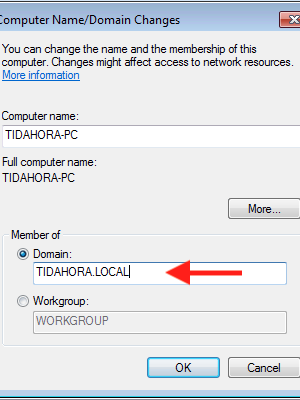 Computer Name/Domain Changes
You can change the name and the membership of this
computer. Changes might affect access to network resources.
More information
Computer name:
TIDAHORA-PC
Full computer name:
TIDAHORA-PC
More...
Member of
Domain:
TIDAHORA.LOCAL
Workgroup:
WORKGROUP
OK
Cancel